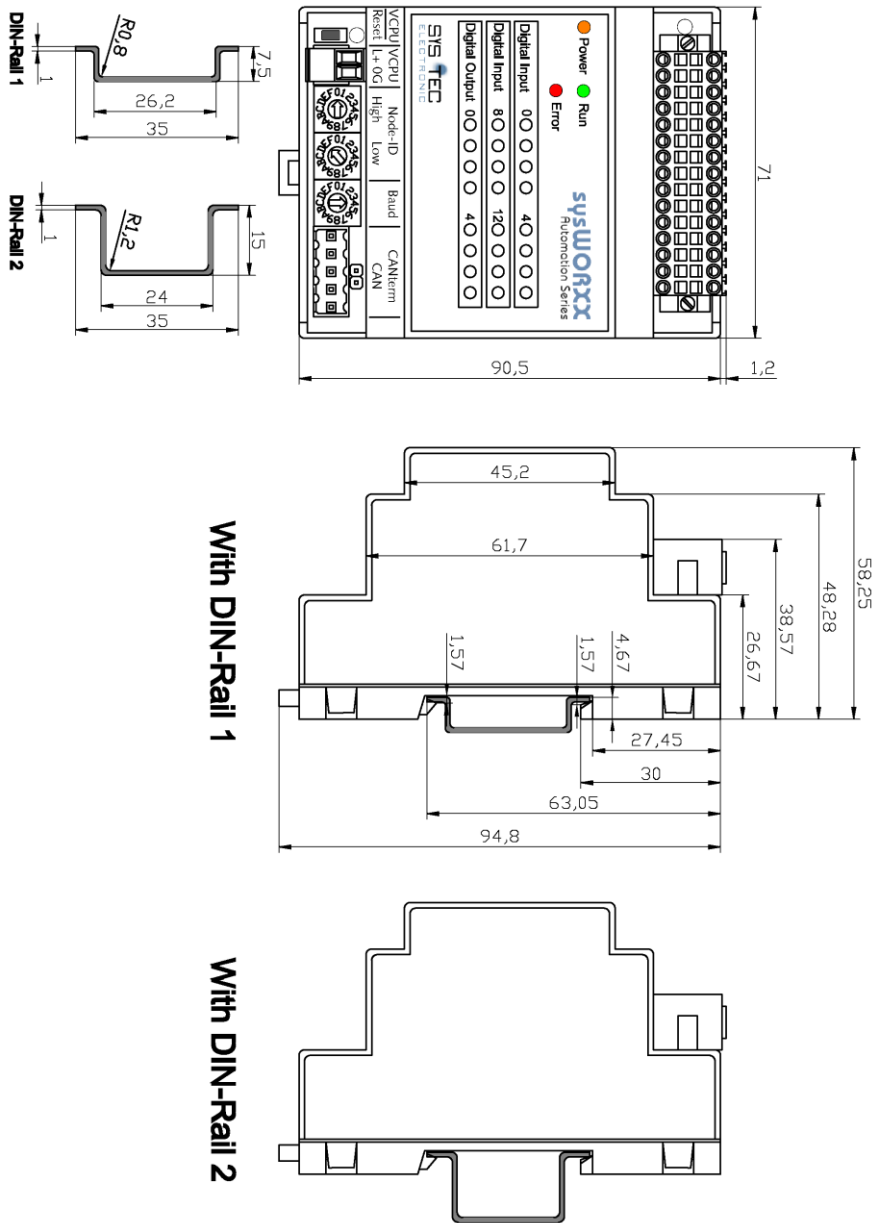 71
90,5
1,2
Power
Run
Error
sysWORXX
Automation Series
Digital Input 0 4
Digital Input 8 12
Digital Output 0 4
SYS TEC
ELECTRONIC
VCPU VCPU Node-ID Baud CANterm
Reset L+ 0G High Low CAN
DEF0123456789ABC
DEF0123456789ABC
DEF0123456789ABC
7,5
R0,8
1
26,2
35
DIN-Rail 1
15
R1,2
1
24
35
DIN-Rail 2
58,25
48,28
38,57
26,67
45,2
61,7
1,57
1,57
4,67
27,45
30
63,05
94,8
With DIN-Rail 1
With DIN-Rail 2